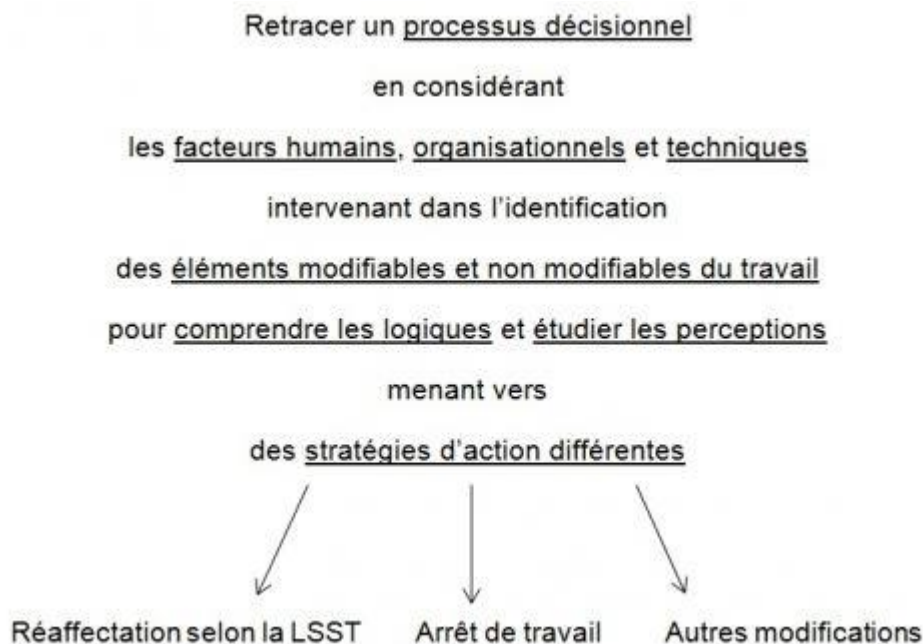 Retracer un processus décisionnel
en considérant
les facteurs humains, organisationnels et techniques
intervenant dans l'identification
des éléments modifiables et non modifiables du travail
pour comprendre les logiques et étudier les perceptions
menant vers
des stratégies d'action différentes
Réaffectation selon la LSST Arrêt de travail Autres modifications